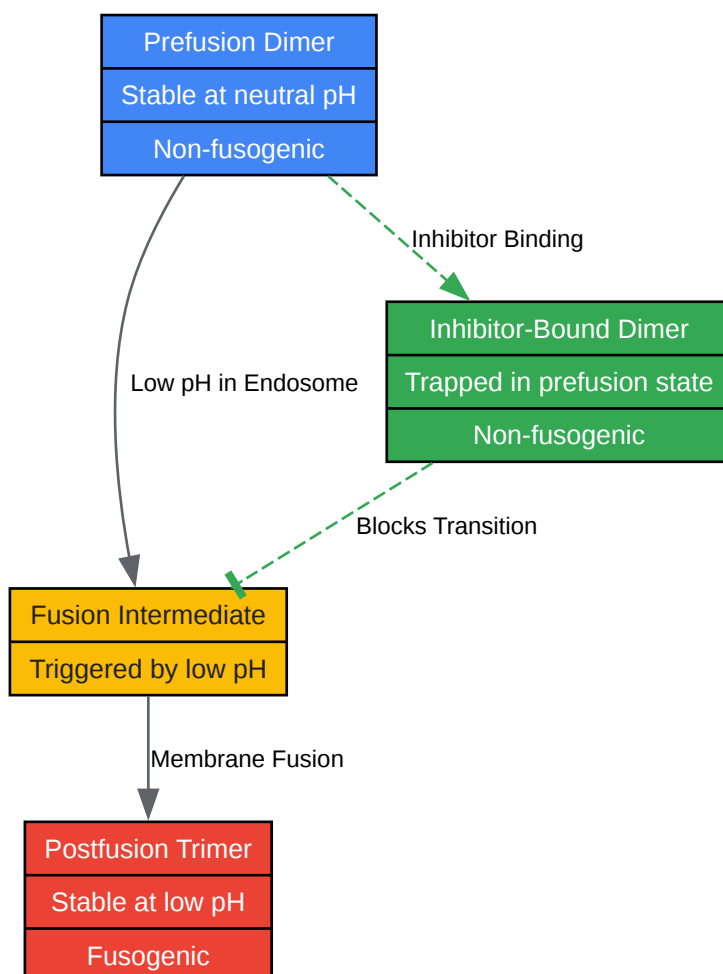 Prefusion Dimer
Stable at neutral pH
Non-fusogenic
Inhibitor Binding
Inhibitor-Bound Dimer
Trapped in prefusion state
Non-fusogenic
Low pH in Endosome
Blocks Transition
Fusion Intermediate
Triggered by low pH
Membrane Fusion
Postfusion Trimer
Stable at low pH
Fusogenic